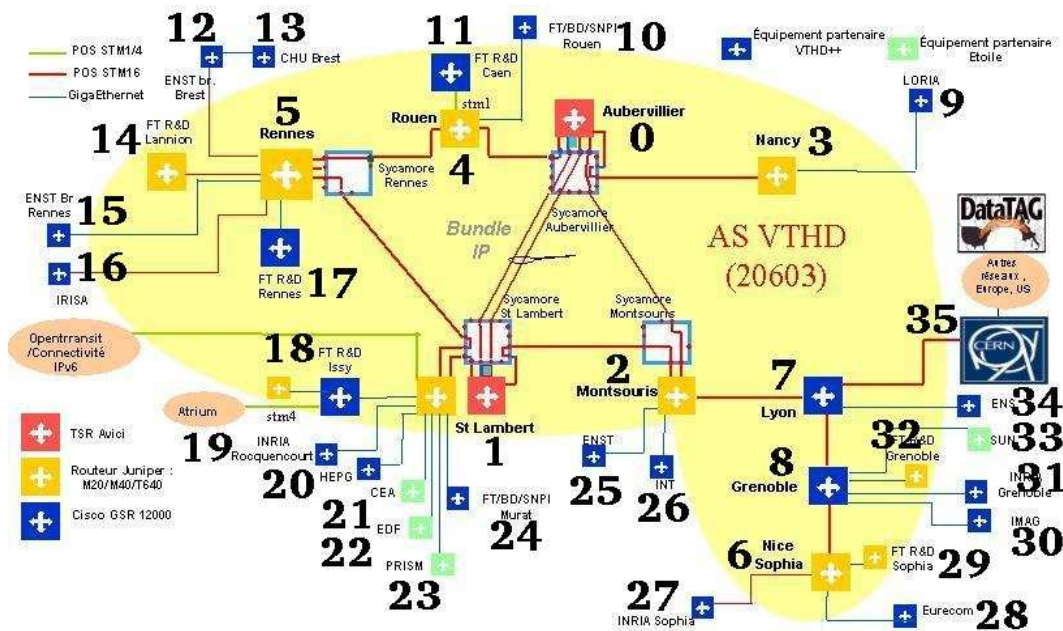 POS STM1/4
POS STM16
GigaEthernet
12
13
ENST br.
Brest
CHU Brest
11
FT R&D
Caen
stm1
FT/BD/SNPI
Rouen
10
Équipement partenaire
VTHD++
Équipement partenaire
Etoile
LORIA
9
14
FT R&D
Lannion
5
Rennes
Rouen
4
Sycamore
Rennes
Aubervillier
0
Nancy
3
ENST Br
Rennes
15
16
IRISA
FT R&D
Rennes
17
Bundle
IP
Sycamore
Aubervillier
AS VTHD
(20603)
DataTAG
Autres
réseaux ,
Europe, US
Sycamore
St Lambert
Sycamore
Montsouris
35
CERN
Opentransit
/Connectivité
IPv6
18
FT R&D
Issy
Atrium
stm4
2
Montsouris
7
Lyon
ENS
34
TSR Avici
Routeur Juniper :
M20/M40/T640
Cisco GSR 12000
19
INRIA
Rocquencourt
20
HEPG
St Lambert
1
CEA
21
EDF
22
PRISM
23
FT/BD/SNPI
Murat
24
ENST
25
INT
26
32
FT R&D
Grenoble
SUN
33
8
Grenoble
31
INRIA
Grenoble
IMAG
30
6
Nice
Sophia
FT R&D
Sophia
29
27
INRIA Sophia
Eurecom
28